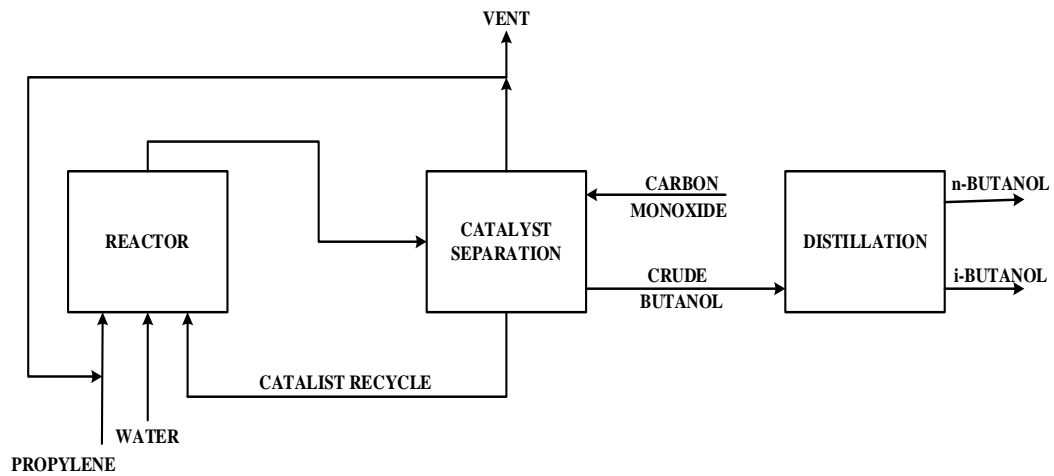 VENT
REACTOR
CATALYST
SEPARATION
CARBON
MONOXIDE
CRUDE
BUTANOL
DISTILLATION
n-BUTANOL
i-BUTANOL
CATALIST RECYCLE
WATER
PROPYLENE